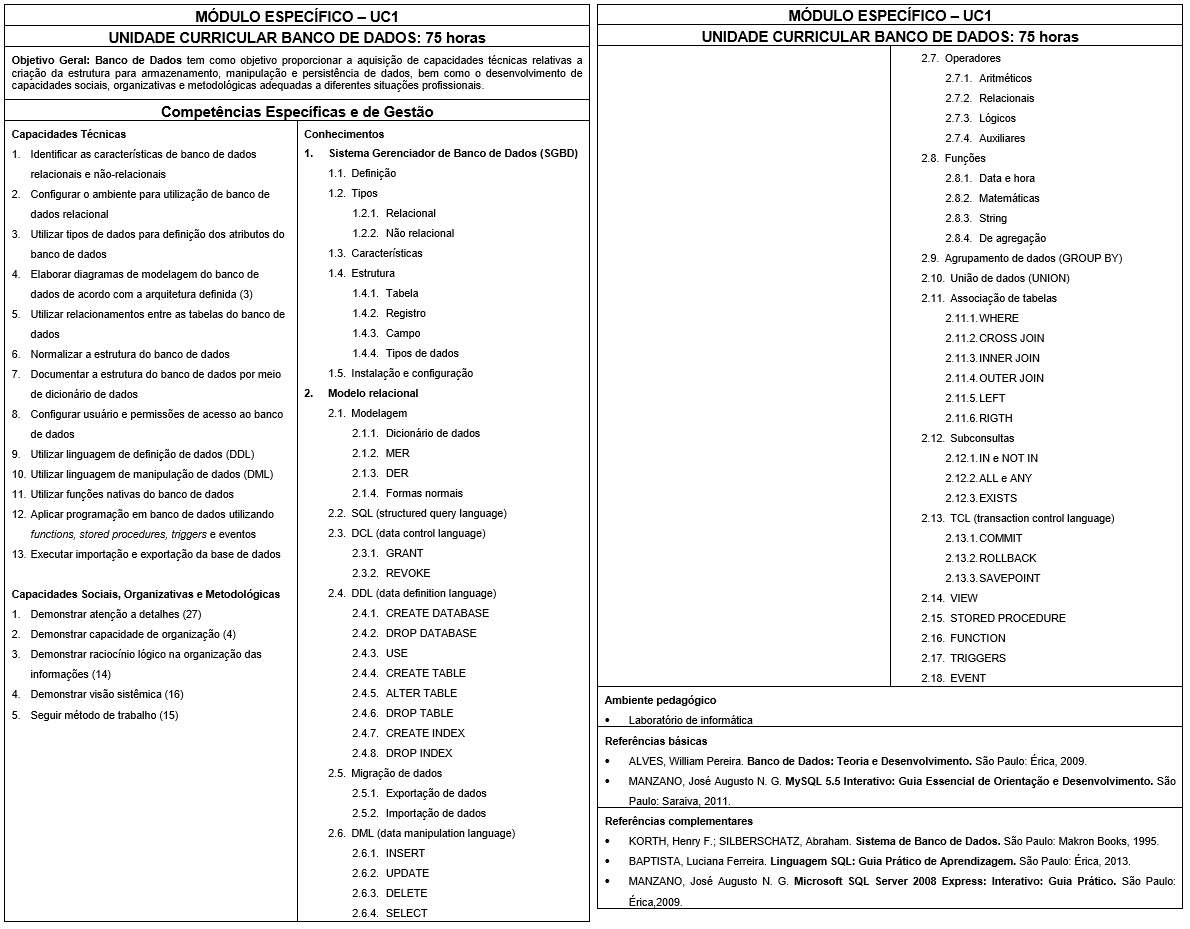 MÓDULO ESPECÍFICO – UC1
UNIDADE CURRICULAR BANCO DE DADOS: 75 horas
Objetivo Geral: Banco de Dados tem como objetivo proporcionar a aquisição de capacidades técnicas relativas a
criação da estrutura para armazenamento, manipulação e persistência de dados, bem como o desenvolvimento de
capacidades sociais, organizativas e metodológicas adequadas a diferentes situações profissionais.
Competências Específicas e de Gestão
Capacidades Técnicas
1. Identificar as características de banco de dados
relacionais e não-relacionais
2. Configurar o ambiente para utilização de banco de
dados relacional
3. Utilizar tipos de dados para definição dos atributos do
banco de dados
4. Elaborar diagramas de modelagem do banco de
dados de acordo com a arquitetura definida (3)
5. Utilizar relacionamentos entre as tabelas do banco de
dados
6. Normalizar a estrutura do banco de dados
7. Documentar a estrutura do banco de dados por meio
de dicionário de dados
8. Configurar usuário e permissões de acesso ao banco
de dados
9. Utilizar linguagem de definição de dados (DDL)
10. Utilizar linguagem de manipulação de dados (DML)
11. Utilizar funções nativas do banco de dados
12. Aplicar programação em banco de dados utilizando
functions, stored procedures, triggers e eventos
13. Executar importação e exportação da base de dados
Capacidades Sociais, Organizativas e Metodológicas
1. Demonstrar atenção a detalhes (27)
2. Demonstrar capacidade de organização (4)
3. Demonstrar raciocínio lógico na organização das
informações (14)
4. Demonstrar visão sistêmica (16)
5. Seguir método de trabalho (15)
Conhecimentos
1. Sistema Gerenciador de Banco de Dados (SGBD)
1.1. Definição
1.2. Tipos
1.2.1. Relacional
1.2.2. Não relacional
1.3. Características
1.4. Estrutura
1.4.1. Tabela
1.4.2. Registro
1.4.3. Campo
1.4.4. Tipos de dados
1.5. Instalação e configuração
2. Modelo relacional
2.1. Modelagem
2.1.1. Dicionário de dados
2.1.2. MER
2.1.3. DER
2.1.4. Formas normais
2.2. SQL (structured query language)
2.3. DCL (data control language)
2.3.1. GRANT
2.3.2. REVOKE
2.4. DDL (data definition language)
2.4.1. CREATE DATABASE
2.4.2. DROP DATABASE
2.4.3. USE
2.4.4. CREATE TABLE
2.4.5. ALTER TABLE
2.4.6. DROP TABLE
2.4.7. CREATE INDEX
2.4.8. DROP INDEX
2.5. Migração de dados
2.5.1. Exportação de dados
2.5.2. Importação de dados
2.6. DML (data manipulation language)
2.6.1. INSERT
2.6.2. UPDATE
2.6.3. DELETE
2.6.4. SELECT
MÓDULO ESPECÍFICO – UC1
UNIDADE CURRICULAR BANCO DE DADOS: 75 horas
2.7. Operadores
2.7.1. Aritméticos
2.7.2. Relacionais
2.7.3. Lógicos
2.7.4. Auxiliares
2.8. Funções
2.8.1. Data e hora
2.8.2. Matemáticas
2.8.3. String
2.8.4. De agregação
2.9. Agrupamento de dados (GROUP BY)
2.10. União de dados (UNION)
2.11. Associação de tabelas
2.11.1. WHERE
2.11.2. CROSS JOIN
2.11.3. INNER JOIN
2.11.4. OUTER JOIN
2.11.5. LEFT
2.11.6. RIGTH
2.12. Subconsultas
2.12.1. IN e NOT IN
2.12.2. ALL e ANY
2.12.3. EXISTS
2.13. TCL (transaction control language)
2.13.1. COMMIT
2.13.2. ROLLBACK
2.13.3. SAVEPOINT
2.14. VIEW
2.15. STORED PROCEDURE
2.16. FUNCTION
2.17. TRIGGERS
2.18. EVENT
Ambiente pedagógico
• Laboratório de informática
Referências básicas
• ALVES, William Pereira. Banco de Dados: Teoria e Desenvolvimento. São Paulo: Érica, 2009.
• MANZANO, José Augusto N. G. MySQL 5.5 Interativo: Guia Essencial de Orientação e Desenvolvimento. São
Paulo: Saraiva, 2011.
Referências complementares
• KORTH, Henry F.; SILBERSCHATZ, Abraham. Sistema de Banco de Dados. São Paulo: Makron Books, 1995.
• BAPTISTA, Luciana Ferreira. Linguagem SQL: Guia Prático de Aprendizagem. São Paulo: Érica, 2013.
• MANZANO, José Augusto N. G. Microsoft SQL Server 2008 Express: Interativo: Guia Prático. São Paulo:
Érica,2009.